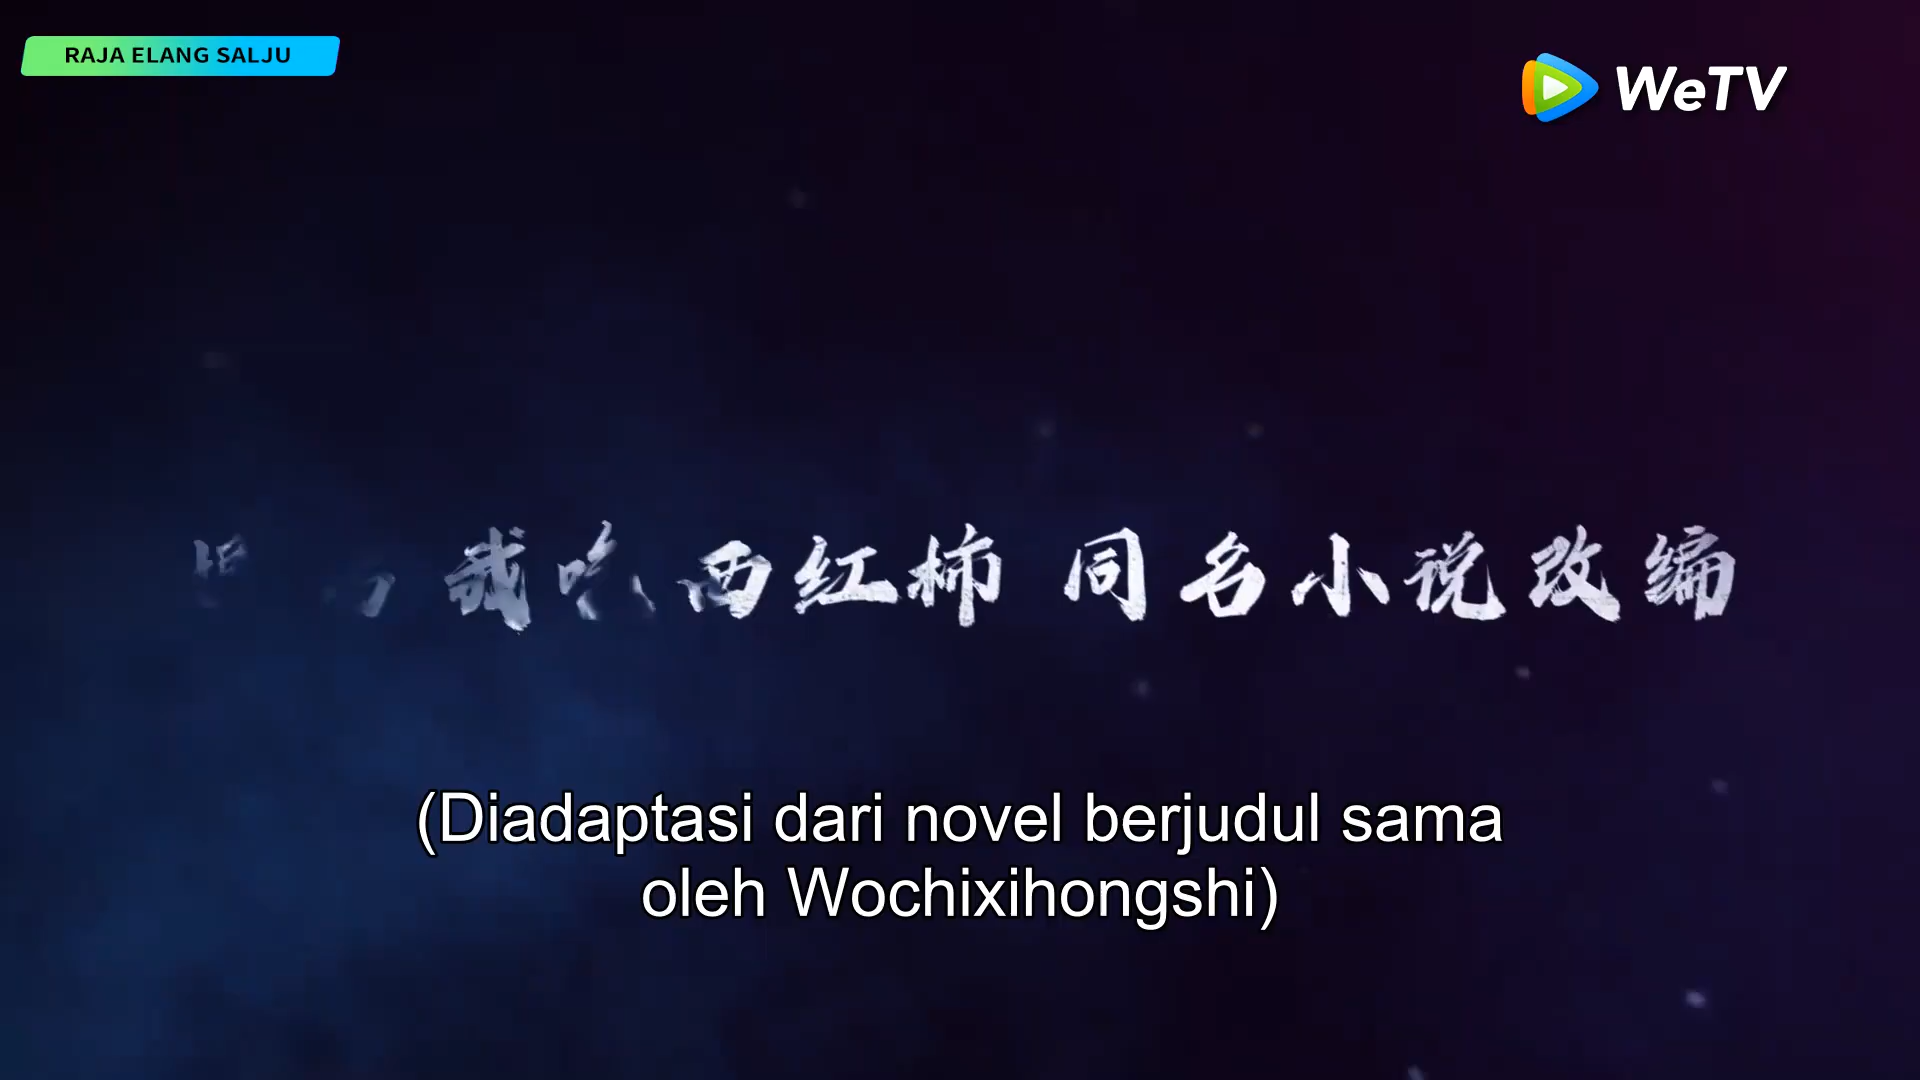 RAJA ELANG SALJU
WeTV
我吃西红柿 同名小说改编
(Diadaptasi dari novel berjudul sama
oleh Wochixihongshi)